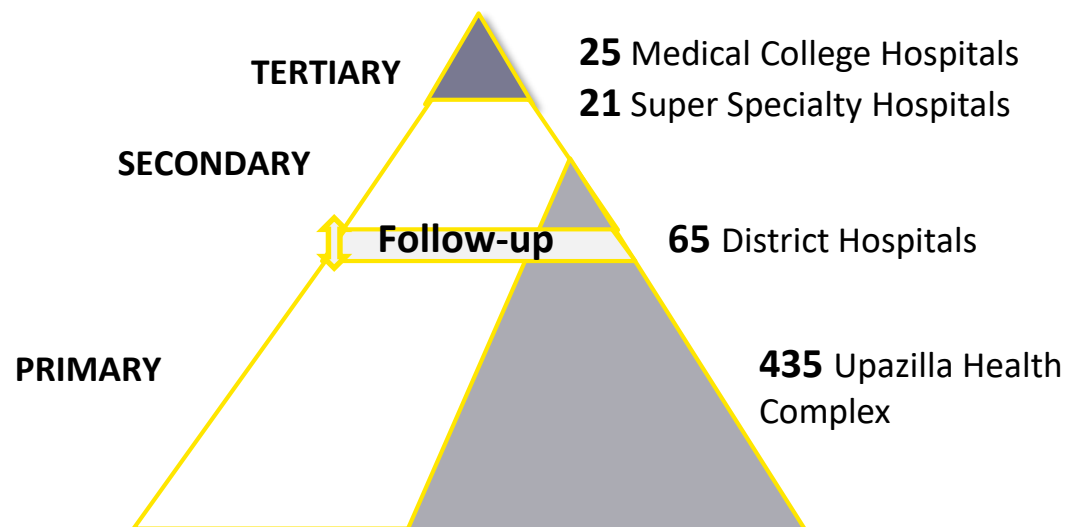 TERTIARY
25 Medical College Hospitals
21 Super Specialty Hospitals
SECONDARY
Follow-up
65 District Hospitals
PRIMARY
435 Upazilla Health
Complex